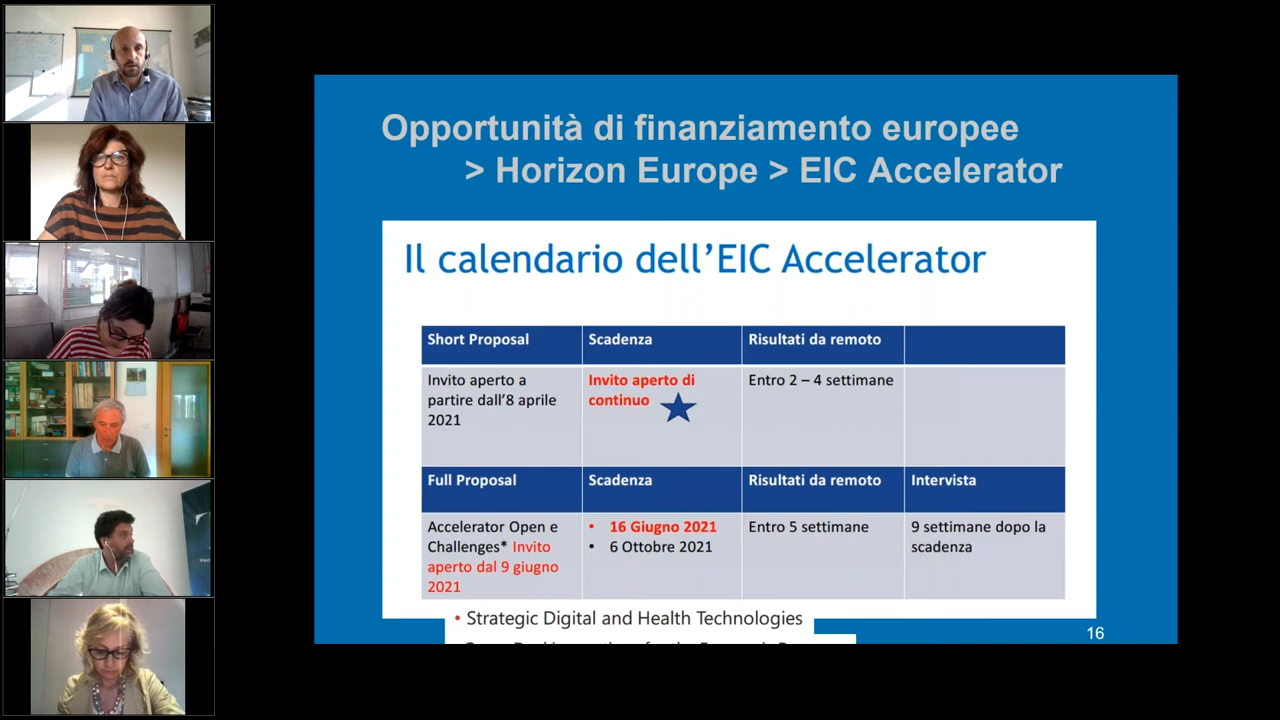 Opportunità di finanziamento europee
> Horizon Europe > EIC Accelerator
Il calendario dell’EIC Accelerator
Short Proposal
Scadenza
Risultati da remoto
Invito aperto a
partire dall’8 aprile
2021
Invito aperto di
continuo
Entro 2 – 4 settimane
Full Proposal
Scadenza
Risultati da remoto
Intervista
Accelerator Open e
Challenges* Invito
aperto dal 9 giugno
2021
• 16 Giugno 2021
• 6 Ottobre 2021
Entro 5 settimane
9 settimane dopo la
scadenza
• Strategic Digital and Health Technologies
16